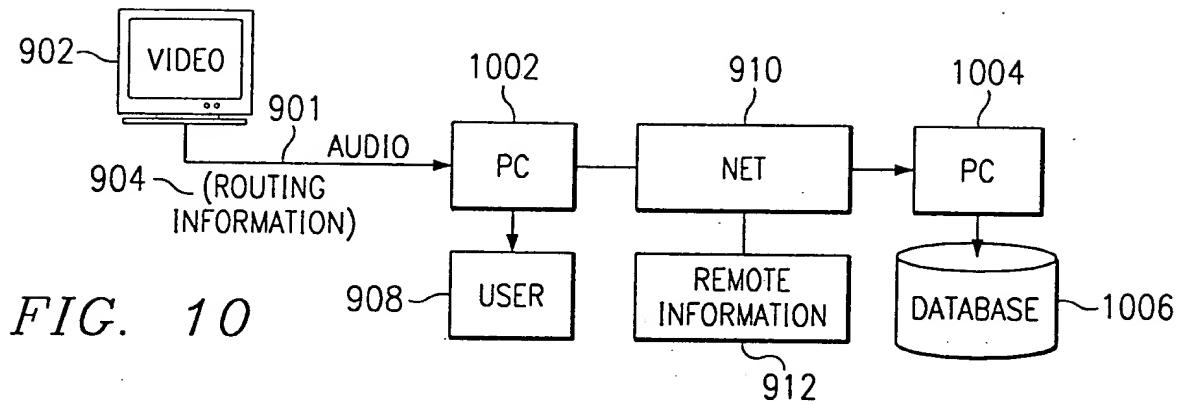 902
VIDEO
901
AUDIO
904
(ROUTING
INFORMATION)
1002
PC
910
NET
1004
PC
908
USER
REMOTE
INFORMATION
912
DATABASE
1006
FIG. 10